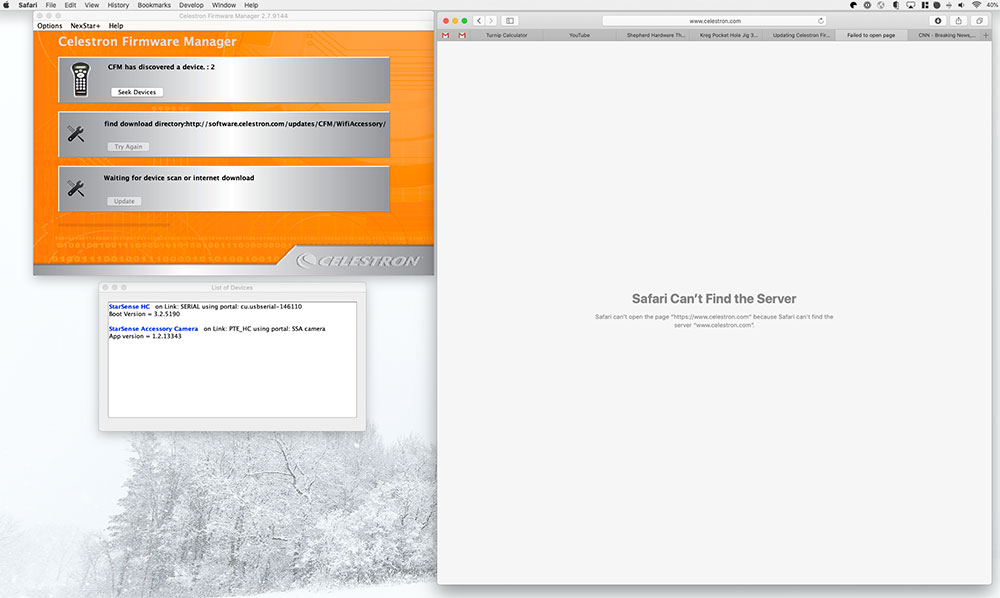 Safari File Edit View History Bookmarks Develop Window Help
40%
Celestron Firmware Manager 2.7.9144
Options NexStar+ Help
Celestron Firmware Manager
CFM has discovered a device. : 2
Seek Devices
find download directory:http://software.celestron.com/updates/CFM/WifiAccessory/
Try Again
Waiting for device scan or internet download
Update
CELESTRON
List of Devices
StarSense HC on Link: SERIAL using portal: cu.usbserial-146110
Boot Version = 3.2.5190
StarSense Accessory Camera on Link: PTE_HC using portal: SSA camera
App version = 1.2.13343
www.celestron.com
Turnip Calculator
YouTube
Shepherd Hardware Th...
Kreg Pocket Hole Jig 3...
Updating Celestron Fir...
Failed to open page
CNN - Breaking News,...
Safari Can't Find the Server
Safari can't open the page "https://www.celestron.com" because Safari can't find the
server "www.celestron.com".